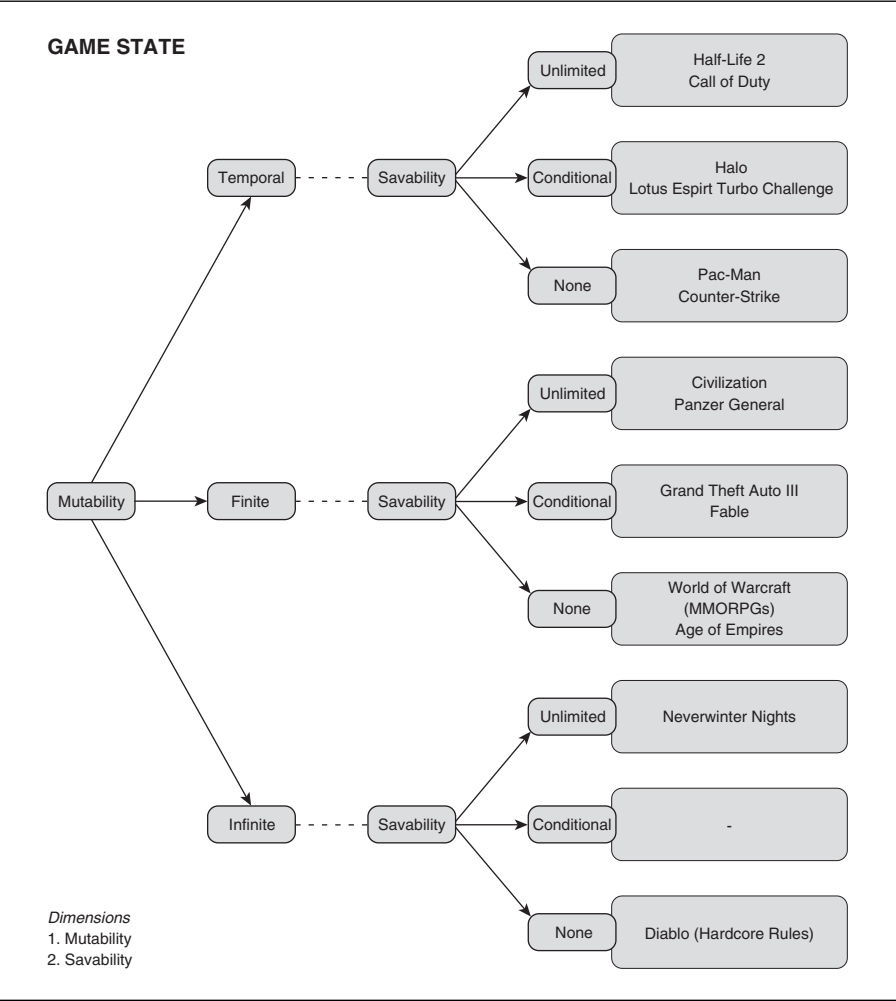 GAME STATE
Unlimited
Half-Life 2
Call of Duty
Temporal
Savability
Conditional
Halo
Lotus Espirt Turbo Challenge
None
Pac-Man
Counter-Strike
Unlimited
Civilization
Panzer General
Mutability
Finite
Savability
Conditional
Grand Theft Auto III
Fable
None
World of Warcraft
(MMORPGs)
Age of Empires
Unlimited
Neverwinter Nights
Infinite
Savability
Conditional
-
None
Diablo (Hardcore Rules)
Dimensions
1. Mutability
2. Savability